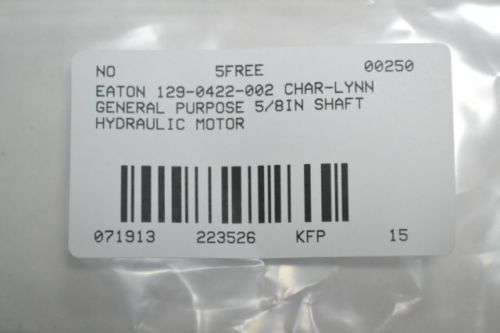 NO 5FREE 00250
EATON 129-0422-002 CHAR-LYNN
GENERAL PURPOSE 5/8IN SHAFT
HYDRAULIC MOTOR
071913 223526 KFP 15